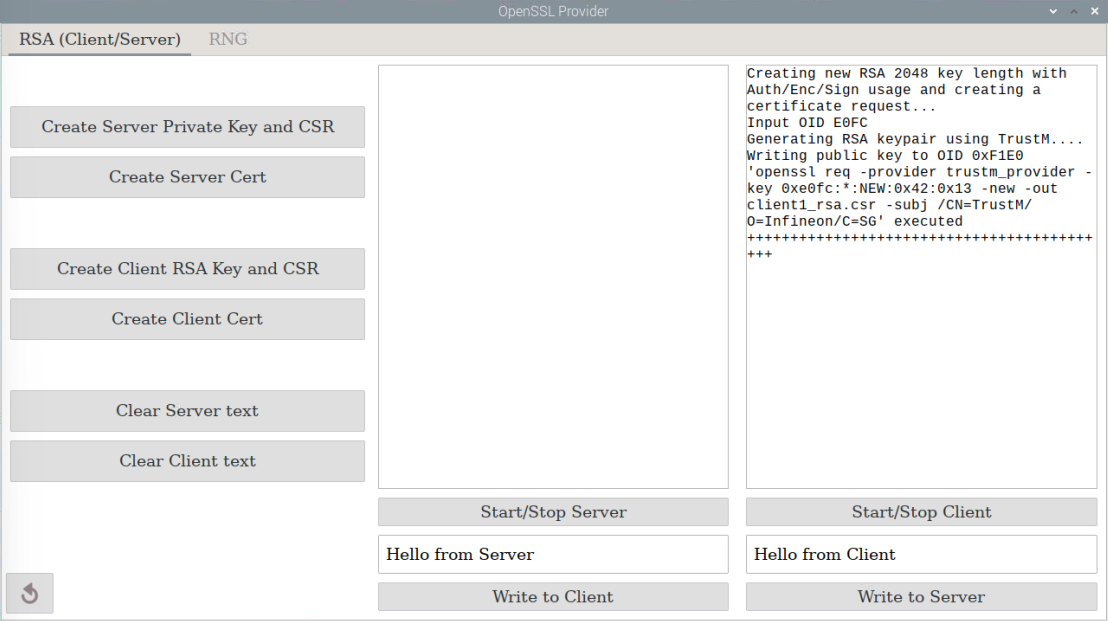 OpenSSL Provider
RSA (Client/Server)
RNG
Create Server Private Key and CSR
Create Server Cert
Create Client RSA Key and CSR
Create Client Cert
Clear Server text
Clear Client text
Start/Stop Server
Hello from Server
Write to Client
Creating new RSA 2048 key length with
Auth/Enc/Sign usage and creating a
certificate request...
Input OID E0FC
Generating RSA keypair using TrustM....
Writing public key to OID 0xF1E0
'openssl req -provider trustm_provider -
key 0xe0fc:*:NEW:0x42:0x13 -new -out
client1_rsa.csr -subj /CN=TrustM/
O=Infineon/C=SG' executed
+++++++++++++++++++++++++++++++++++++++++
+++
Start/Stop Client
Hello from Client
Write to Server